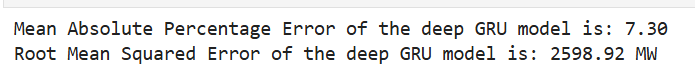 Mean Absolute Percentage Error of the deep GRU model is: 7.30
Root Mean Squared Error of the deep GRU model is: 2598.92 MW